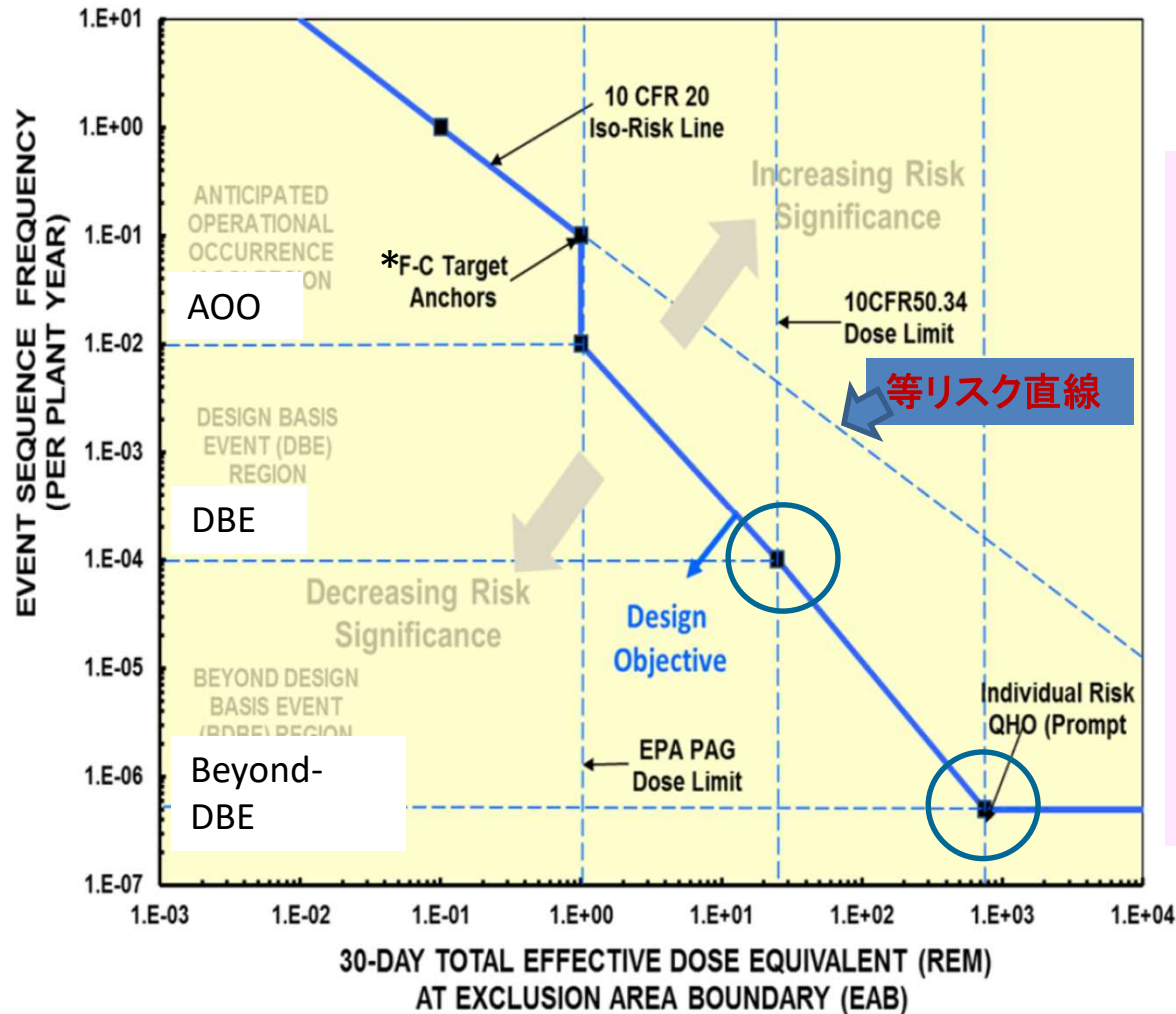 EVENT SEQUENCE FREQUENCY
(PER PLANT YEAR)
1.E+01
1.E+00
1.E-01
1.E-02
1.E-03
1.E-04
1.E-05
1.E-06
1.E-07
10 CFR 20
Iso-Risk Line
Increasing Risk
Significance
ANTICIPATED
OPERATIONAL
OCCURRENCE
*F-C Target
Anchors
AOO
10CFR50.34
Dose Limit
等リスク直線
DESIGN BASIS
EVENT (DBE)
REGION
DBE
Decreasing Risk
Significance
Design
Objective
BEYOND DESIGN
BASIS EVENT
(BDBE) REGION
Beyond-
DBE
EPA PAG
Dose Limit
Individual Risk
QHO (Prompt
1.E-03
1.E-02
1.E-01
1.E+00
1.E+01
1.E+02
1.E+03
1.E+04
30-DAY TOTAL EFFECTIVE DOSE EQUIVALENT (REM)
AT EXCLUSION AREA BOUNDARY (EAB)